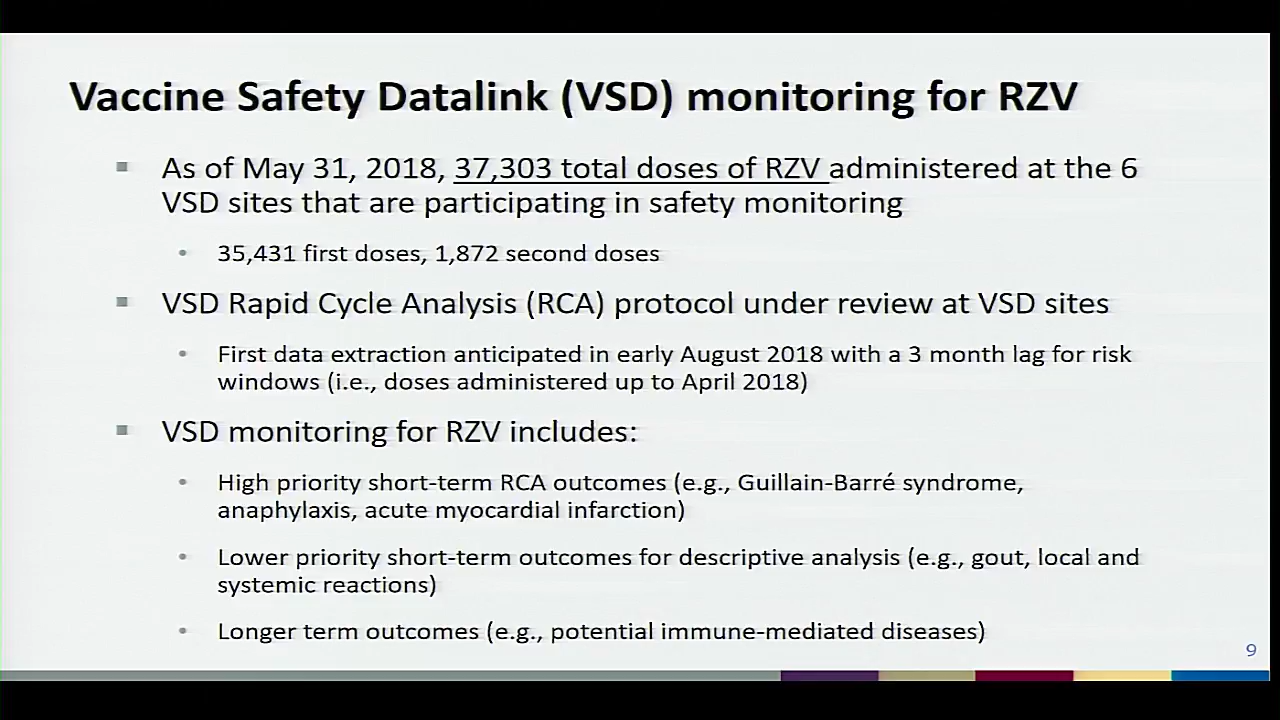 Vaccine Safety Datalink (VSD) monitoring for RZV
▪ As of May 31, 2018, 37,303 total doses of RZV administered at the 6
VSD sites that are participating in safety monitoring
• 35,431 first doses, 1,872 second doses
▪ VSD Rapid Cycle Analysis (RCA) protocol under review at VSD sites
• First data extraction anticipated in early August 2018 with a 3 month lag for risk
windows (i.e., doses administered up to April 2018)
▪ VSD monitoring for RZV includes:
• High priority short-term RCA outcomes (e.g., Guillain-Barré syndrome,
anaphylaxis, acute myocardial infarction)
• Lower priority short-term outcomes for descriptive analysis (e.g., gout, local and
systemic reactions)
• Longer term outcomes (e.g., potential immune-mediated diseases)
9